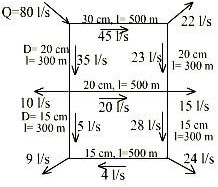 Q=80 l/s
30 cm, l= 500 m
22 l/s
45 l/s
D= 20 cm
l= 300 m
35 l/s
23 l/s
20 cm
l= 300 m
20 cm, l= 500 m
10 l/s
20 l/s
15 l/s
D= 15 cm
l= 300 m
5 l/s
28 l/s
15 cm
l=300 m
15 cm, l=500 m
9 l/s
4 l/s
24 l/s